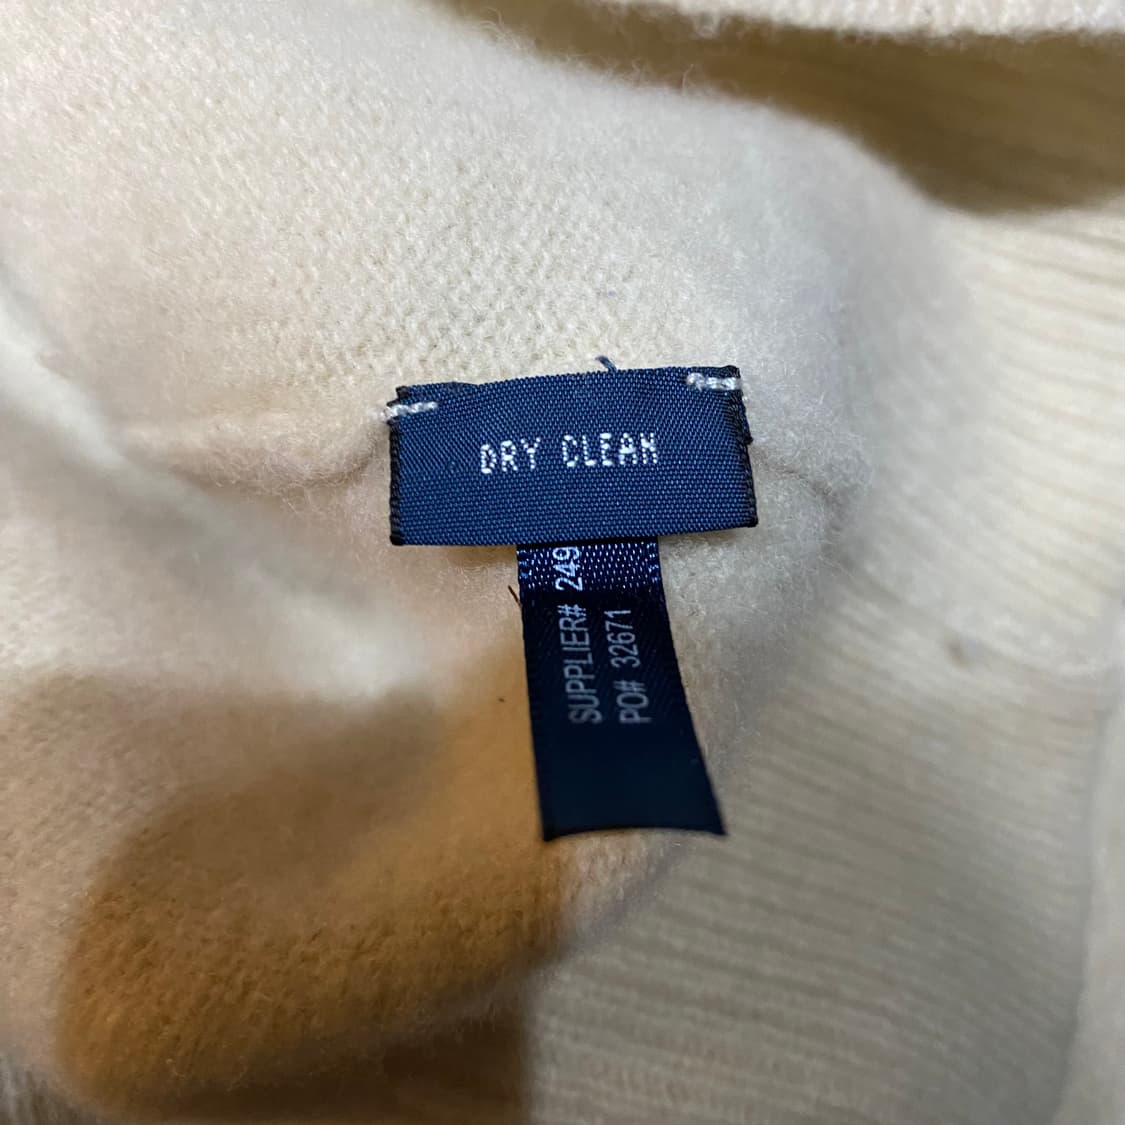 DRY CLEAN
SUPPLIER# 249
PO# 32671